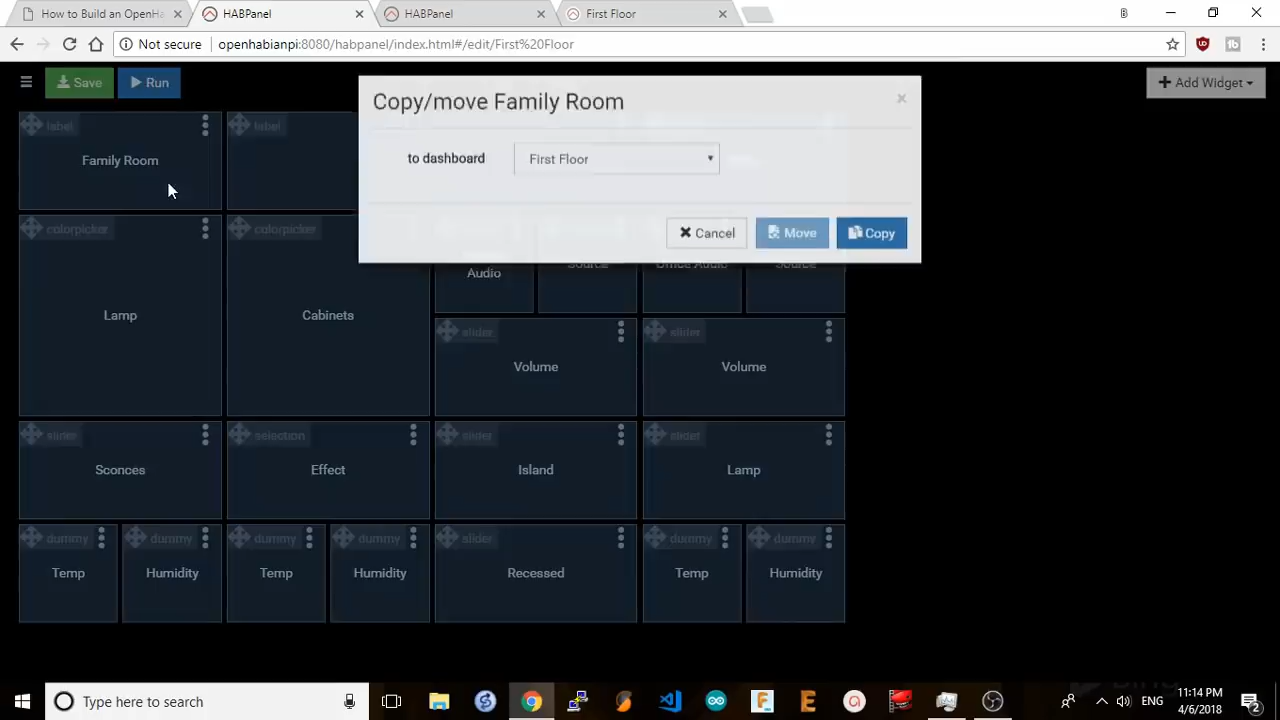 How to Build an OpenHa
HABPanel
HABPanel
First Floor
Not secure
openhabianpi:8080/habpanel/index.html#/edit/First%20Floor
Save
Run
Add Widget
Copy/move Family Room
to dashboard
First Floor
Cancel
Move
Copy
label
label
Family Room
colorpicker
colorpicker
Lamp
Cabinets
Audio
Source
Office Audio
Source
slider
slider
Volume
Volume
slider
selection
slider
slider
Sconces
Effect
Island
Lamp
dummy
dummy
dummy
dummy
slider
dummy
dummy
Temp
Humidity
Temp
Humidity
Recessed
Temp
Humidity
Type here to search
ENG
11:14 PM
4/6/2018
2